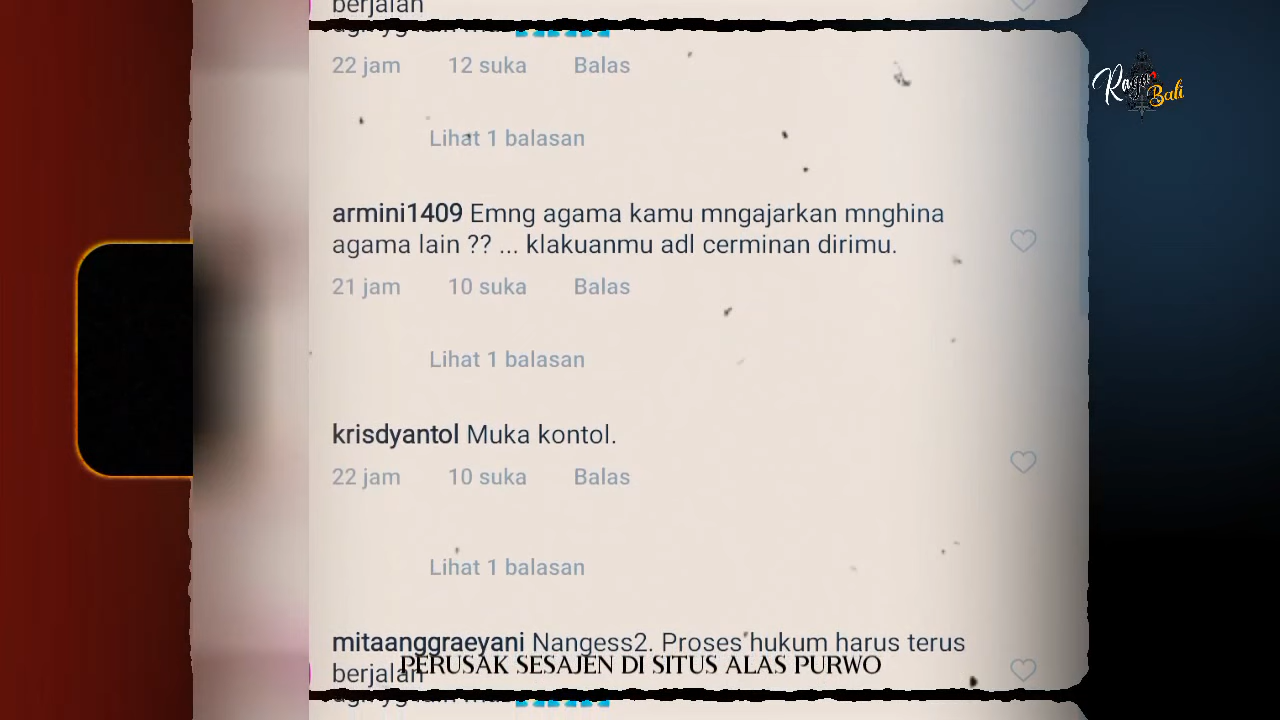 berjalan
22 jam 12 suka Balas
Lihat 1 balasan
armini1409 Emng agama kamu mngajarkan mnghina
agama lain ?? ... klakuanmu adl cerminan dirimu.
21 jam 10 suka Balas
Lihat 1 balasan
krisdyantol Muka kontol.
22 jam 10 suka Balas
Lihat 1 balasan
mitaanggraeyani Nangess2. Proses hukum harus terus
berjalan
PERUSAK SESAJEN DI SITUS ALAS PURWO
Raga Bali